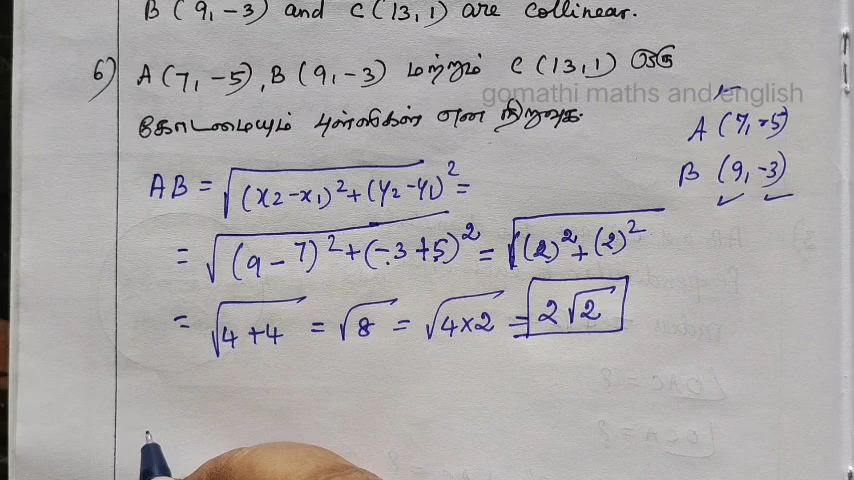 B (9, -3) and C (13, 1) are collinear.
6) A (7, -5), B (9, -3) மற்றும் C (13, 1) ஒரு
gomathi maths and english
கோடமையும் புள்ளிகள் என நிறுவுக.
A (7, -5)
B (9, -3)
AB = √(x2-x1)² + (y2-y1)² =
= √(9-7)² + (-3+5)² = √(2)² + (2)²
= √4+4 = √8 = √4×2 = 2√2